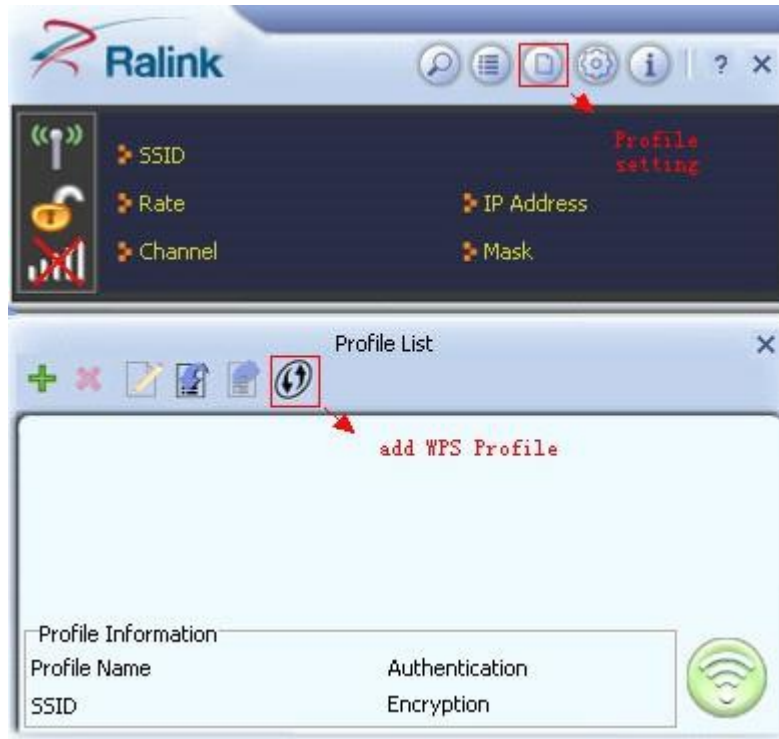 Ralink
? ×
Profile
setting
SSID
Rate
IP Address
Channel
Mask
Profile List
×
add WPS Profile
Profile Information
Profile Name
Authentication
SSID
Encryption